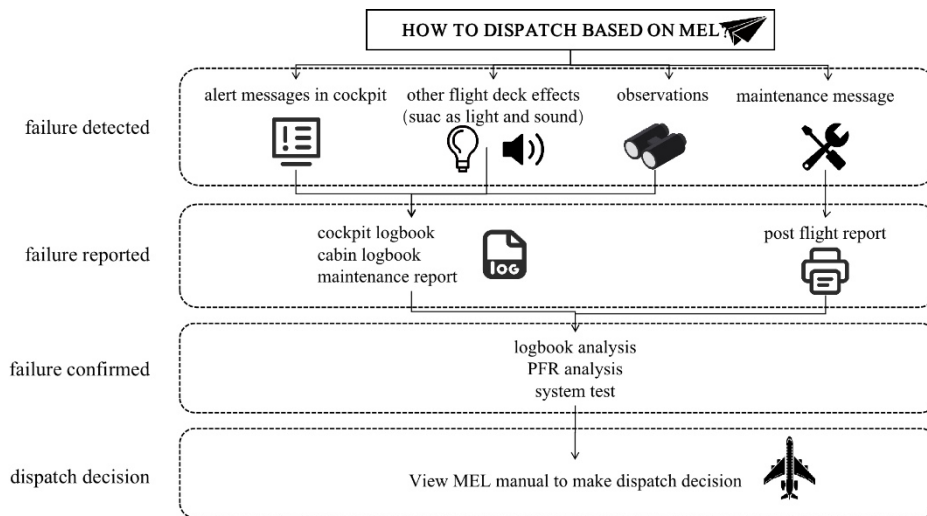 HOW TO DISPATCH BASED ON MEL?
failure detected
alert messages in cockpit
other flight deck effects
(suac as light and sound)
observations
maintenance message
failure reported
cockpit logbook
cabin logbook
maintenance report
LOG
post flight report
failure confirmed
logbook analysis
PFR analysis
system test
dispatch decision
View MEL manual to make dispatch decision